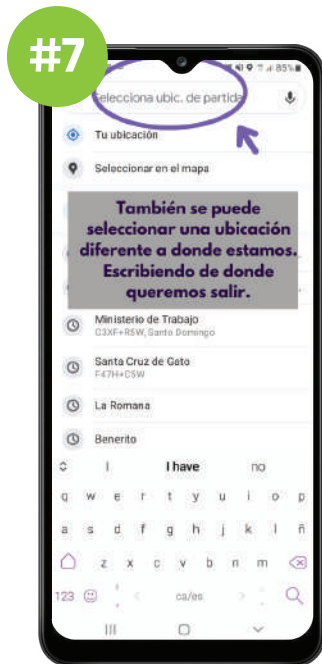 #7
85%
Selecciona ubic. de partida
Tu ubicación
Seleccionar en el mapa
También se puede
seleccionar una ubicación
diferente a donde estamos.
Escribiendo de donde
queremos salir.
Ministerio de Trabajo
C3XF+R5W, Santo Domingo
Santa Cruz de Gato
F47H+C5W
La Romana
Benerito
I
I have
no
q w e r t y u i o p
a s d f g h j k l ñ
z x c v b n m
123 , < ca/es > .